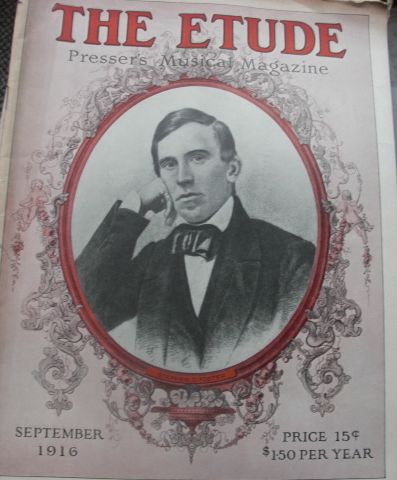 THE ETUDE
Presser's Musical Magazine
SEPTEMBER
1916
PRICE 15¢
$1.50 PER YEAR